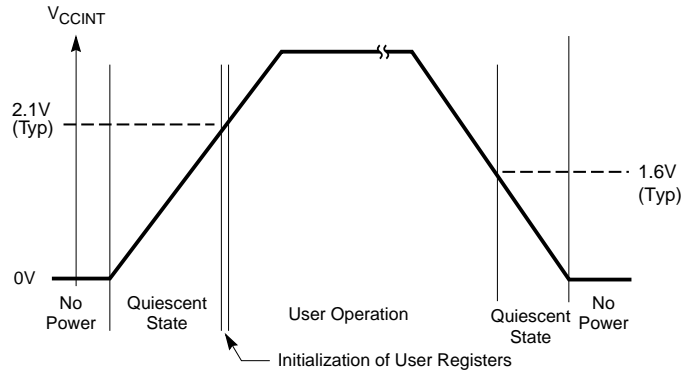 VCCINT
2.1V
(Typ)
1.6V
(Typ)
0V
No
Power
Quiescent
State
User Operation
Quiescent
State
No
Power
Initialization of User Registers